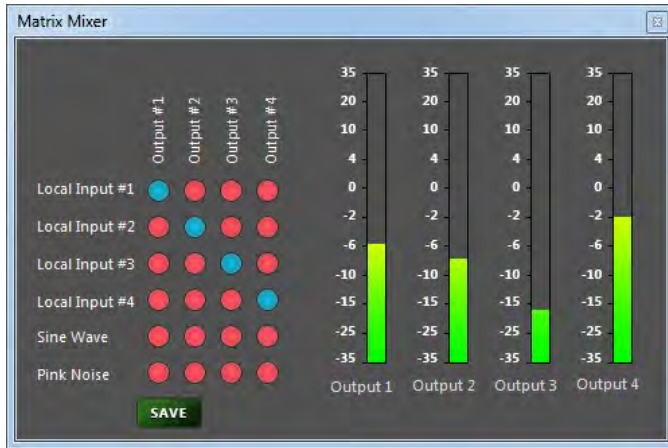 Matrix Mixer
Output #1 Output #2 Output #3 Output #4
Local Input #1
Local Input #2
Local Input #3
Local Input #4
Sine Wave
Pink Noise
SAVE
35 35 35 35
20 20 20 20
10 10 10 10
4 4 4 4
0 0 0 0
-2 -2 -2 -2
-6 -6 -6 -6
-10 -10 -10 -10
-15 -15 -15 -15
-25 -25 -25 -25
-35 -35 -35 -35
Output 1 Output 2 Output 3 Output 4